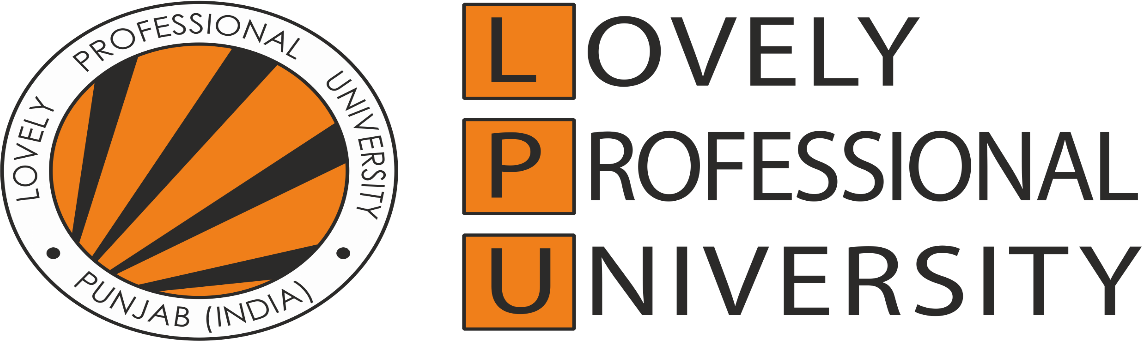 LOVELY PROFESSIONAL UNIVERSITY
• PUNJAB (INDIA) •
LOVELY
PROFESSIONAL
UNIVERSITY